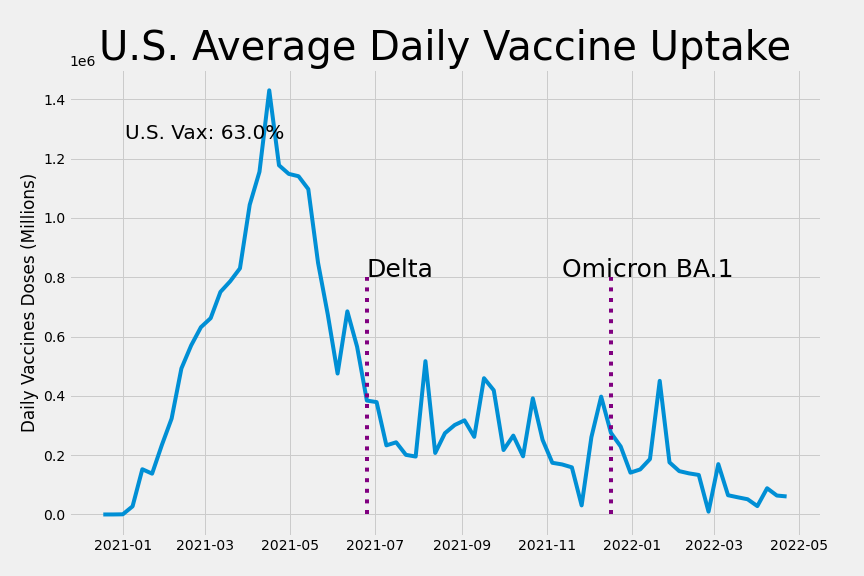 U.S. Average Daily Vaccine Uptake
1e6
1.4
U.S. Vax: 63.0%
1.2
1.0
Delta
Omicron BA.1
0.8
0.6
0.4
0.2
0.0
Daily Vaccines Doses (Millions)
2021-01 2021-03 2021-05 2021-07 2021-09 2021-11 2022-01 2022-03 2022-05